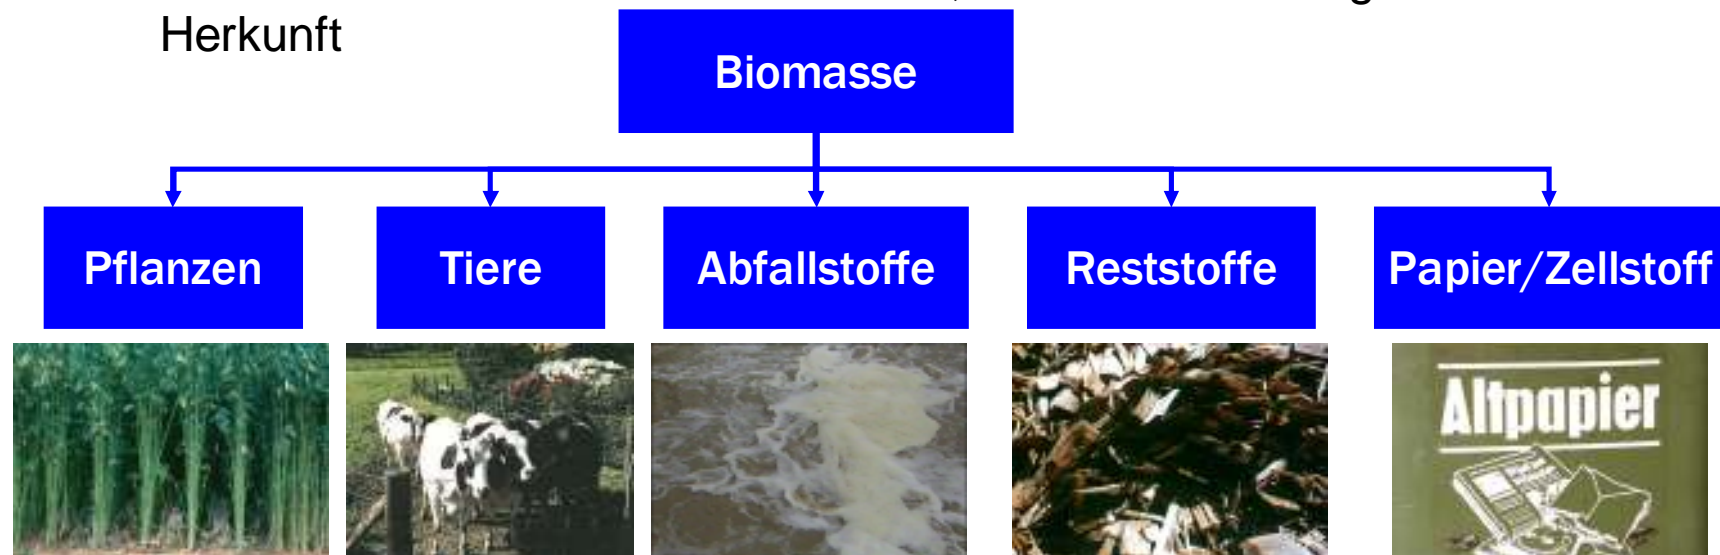 Herkunft
Biomasse
Pflanzen
Tiere
Abfallstoffe
Reststoffe
Papier/Zellstoff
Altpapier